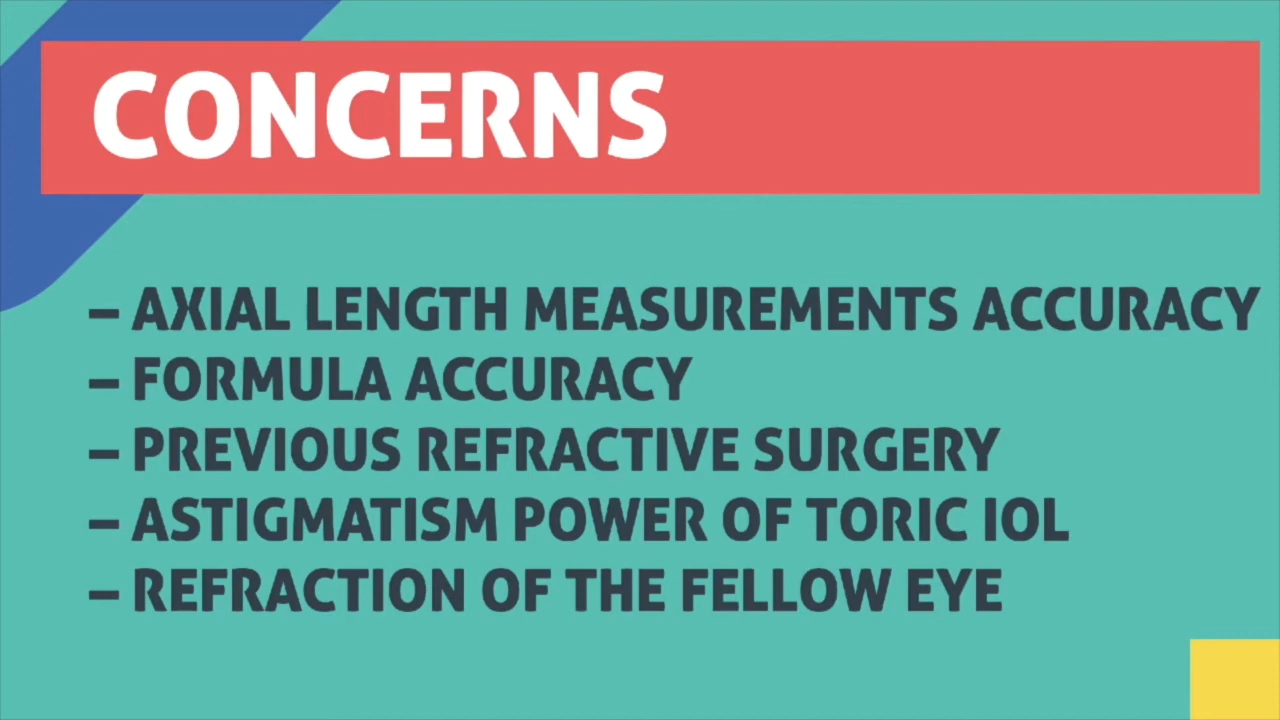 CONCERNS
– AXIAL LENGTH MEASUREMENTS ACCURACY
– FORMULA ACCURACY
– PREVIOUS REFRACTIVE SURGERY
– ASTIGMATISM POWER OF TORIC IOL
– REFRACTION OF THE FELLOW EYE